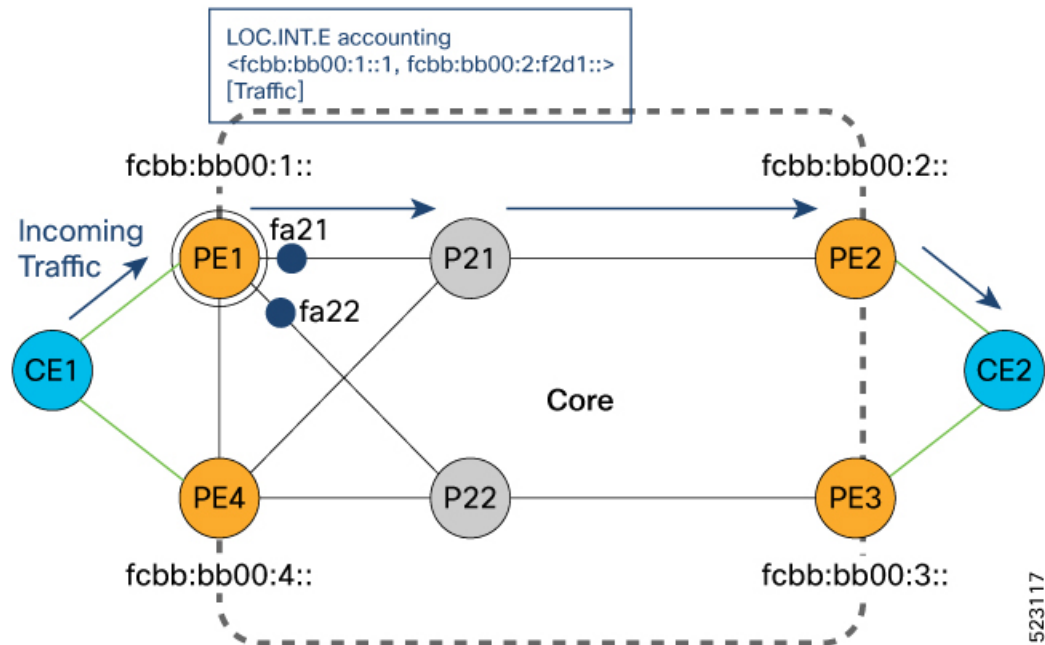 LOC.INT.E accounting
<fcbb:bb00:1::1, fcbb:bb00:2:f2d1::>
[Traffic]
fcbb:bb00:1::
fcbb:bb00:2::
Incoming
Traffic
PE1
fa21
P21
PE2
fa22
CE1
Core
CE2
PE4
P22
PE3
fcbb:bb00:4::
fcbb:bb00:3::
523117